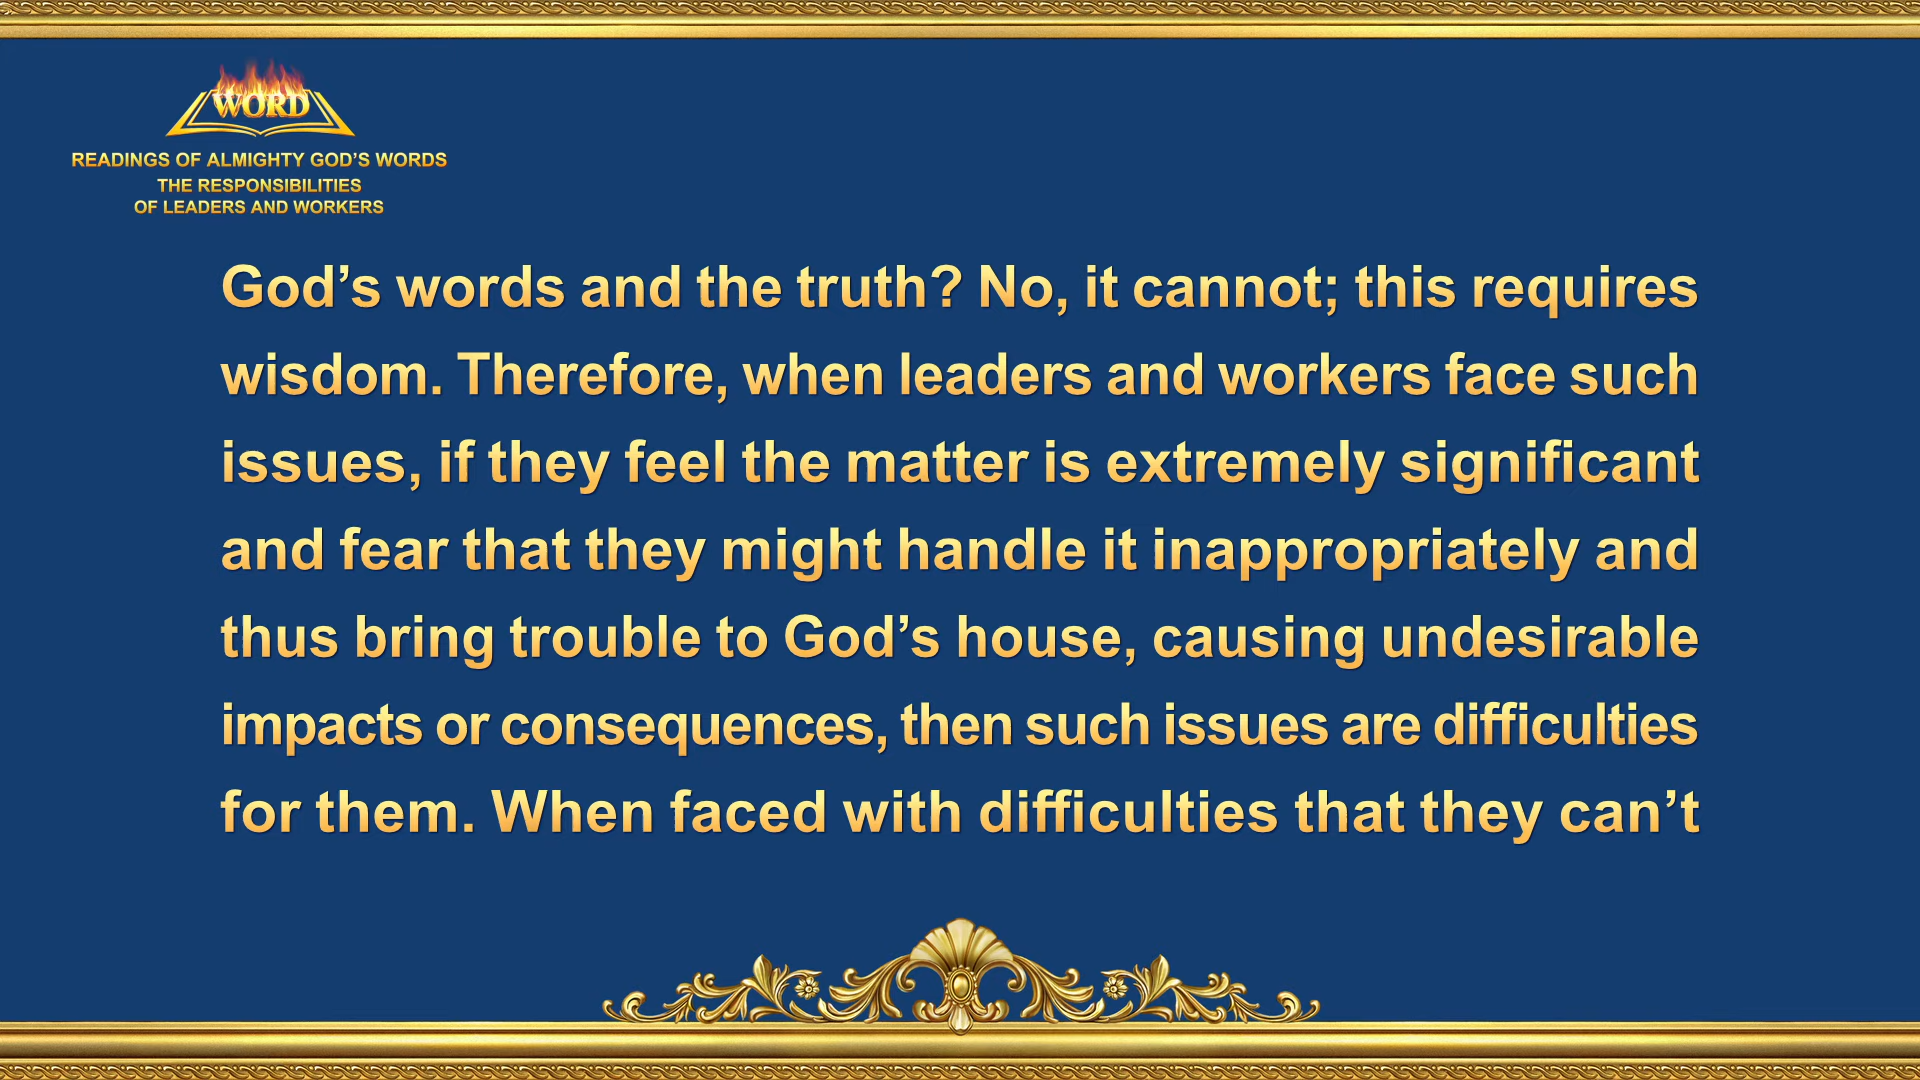 WORD
READINGS OF ALMIGHTY GOD’S WORDS
THE RESPONSIBILITIES
OF LEADERS AND WORKERS
God’s words and the truth? No, it cannot; this requires
wisdom. Therefore, when leaders and workers face such
issues, if they feel the matter is extremely significant
and fear that they might handle it inappropriately and
thus bring trouble to God’s house, causing undesirable
impacts or consequences, then such issues are difficulties
for them. When faced with difficulties that they can’t